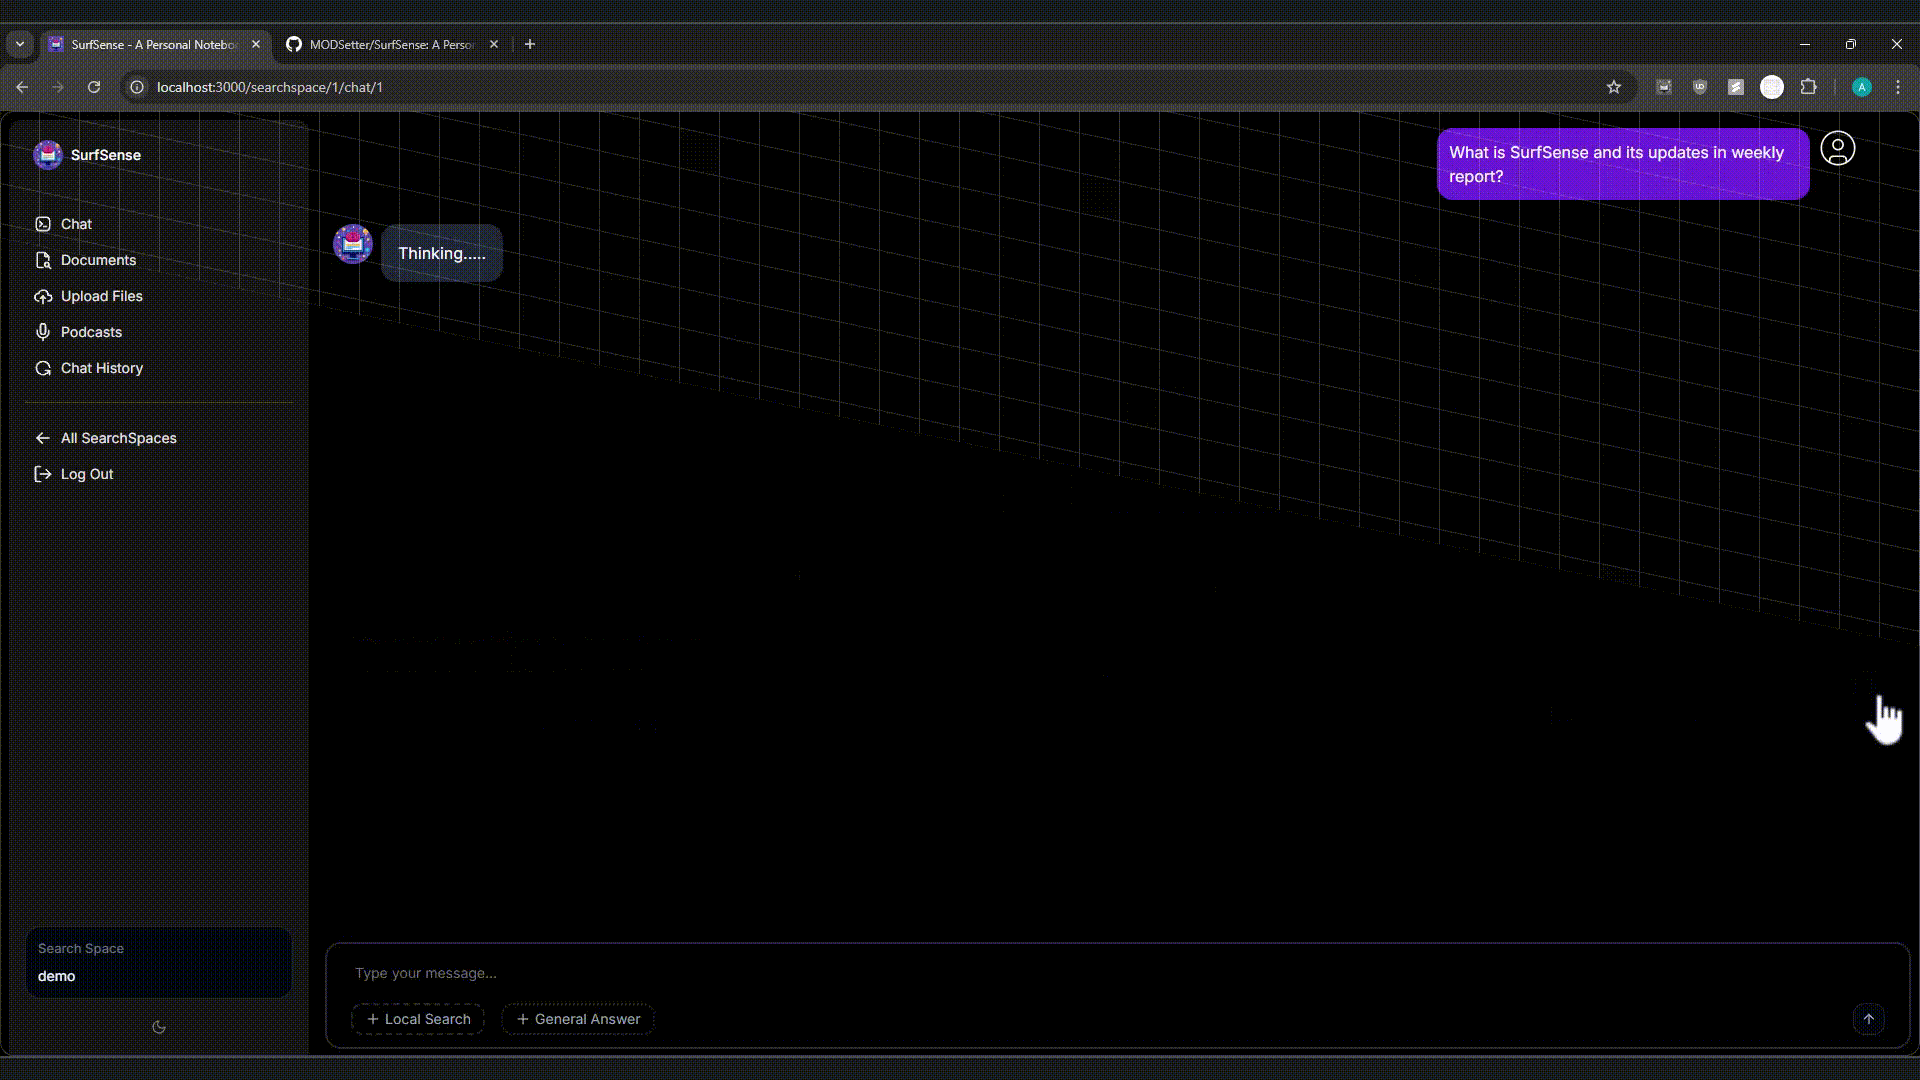 SurfSense - A Personal Notebo
MODSetter/SurfSense: A Perso
localhost:3000/searchspace/1/chat/1
A
SurfSense
Chat
Documents
Upload Files
Podcasts
Chat History
All SearchSpaces
Log Out
Search Space
demo
What is SurfSense and its updates in weekly
report?
Thinking.....
Type your message...
+ Local Search
+ General Answer